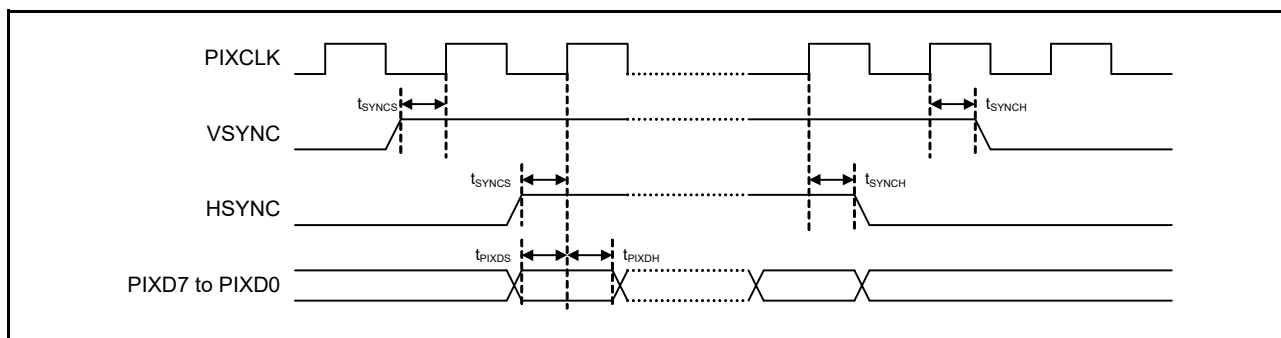 PIXCLK
tSYNCS
tSYNCH
VSYNC
tSYNCS
tSYNCH
HSYNC
tPIXDS
tPIXDH
PIXD7 to PIXD0